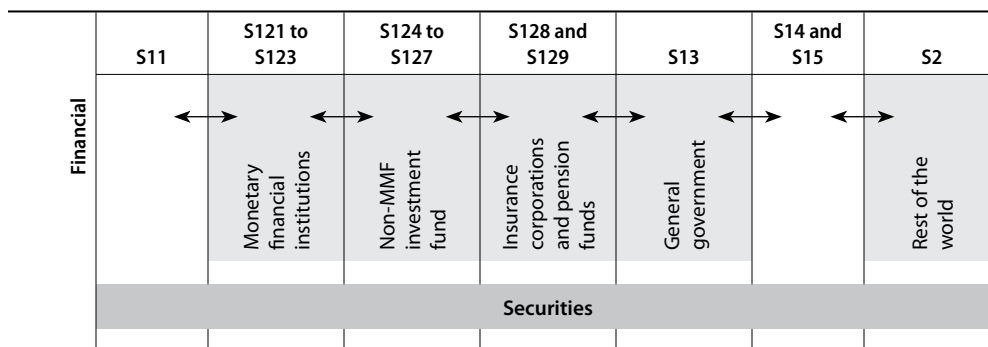 S11
S121 to
S123
S124 to
S127
S128 and
S129
S13
S14 and
S15
S2
Financial
Monetary
financial
institutions
Non-MMF
investment
fund
Insurance
corporations
and pension
funds
General
government
Rest of the
world
Securities